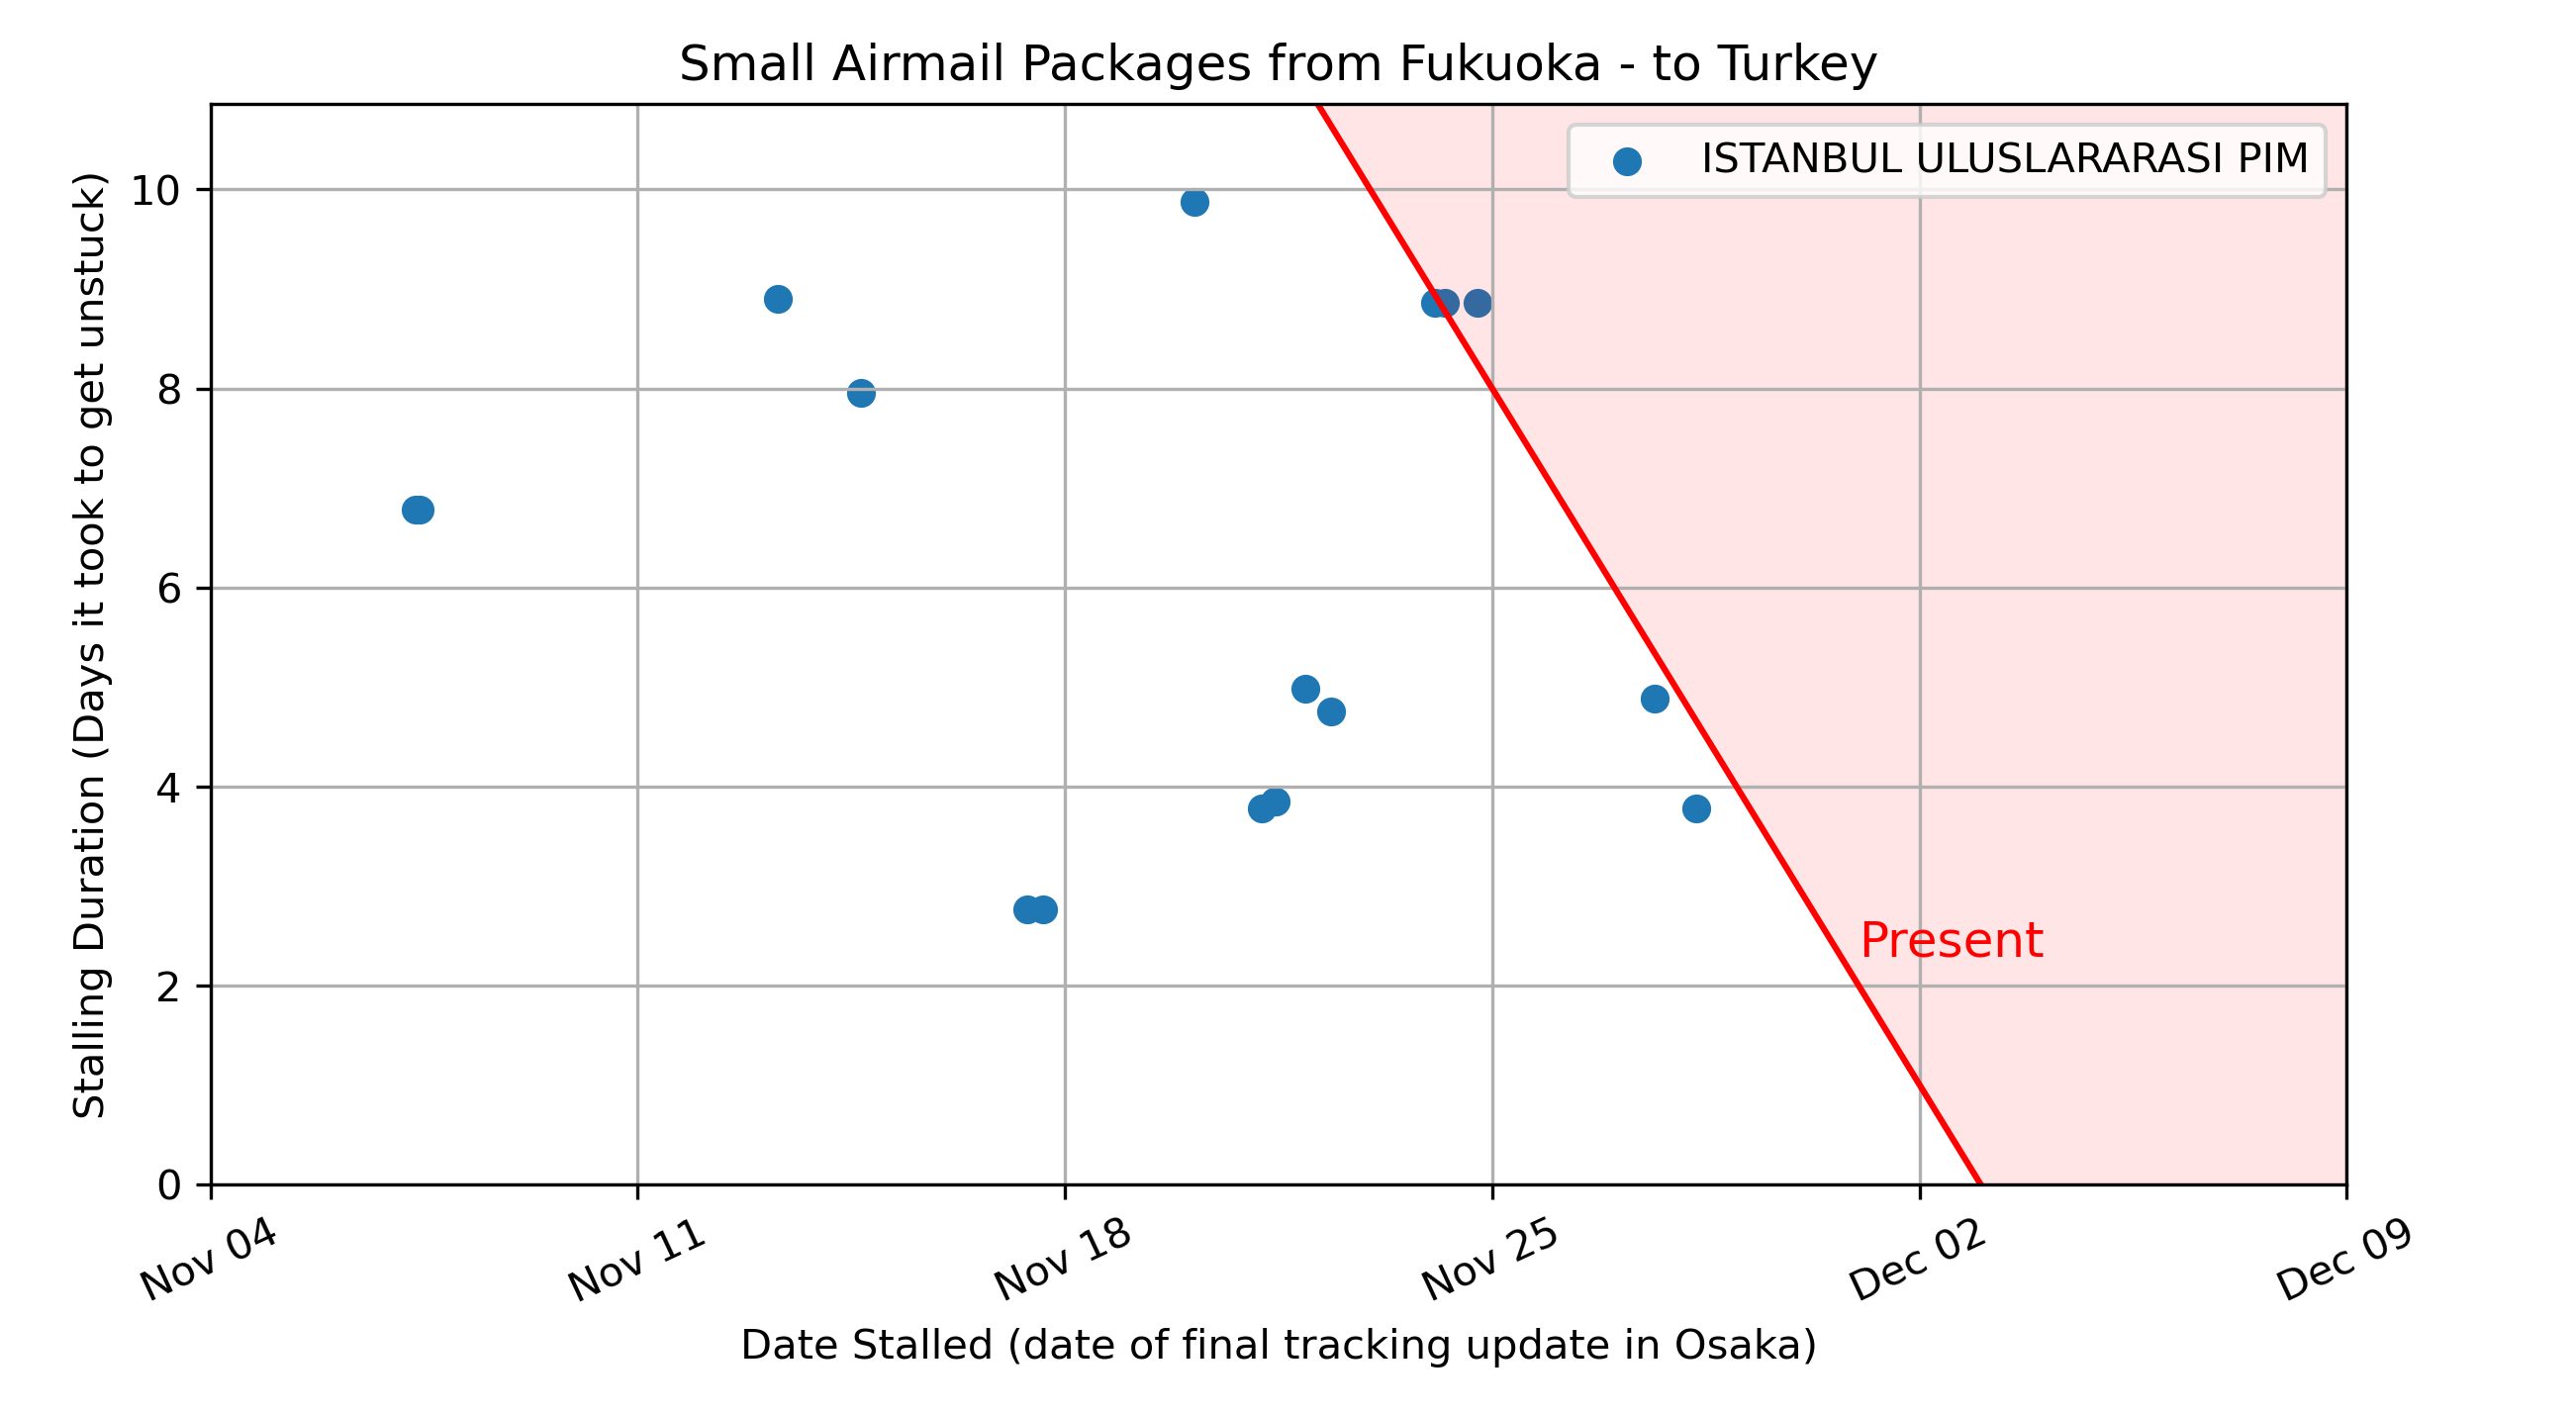 Small Airmail Packages from Fukuoka - to Turkey
ISTANBUL ULUSLARARASI PIM
Stalling Duration (Days it took to get unstuck)
10
8
6
4
2
0
Present
Nov 04
Nov 11
Nov 18
Nov 25
Dec 02
Dec 09
Date Stalled (date of final tracking update in Osaka)